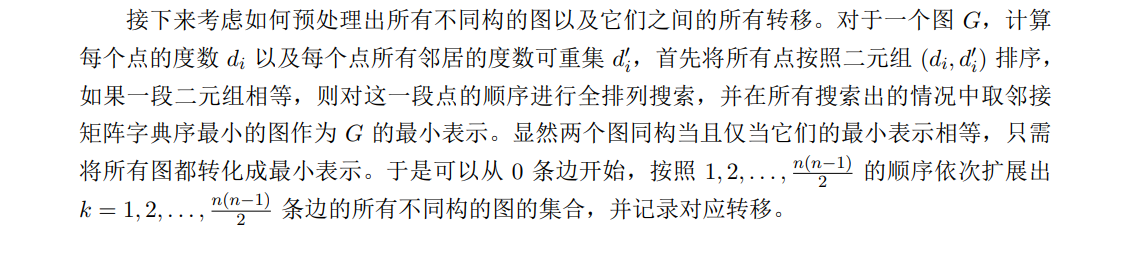 接下来考虑如何预处理出所有不同构的图以及它们之间的所有转移。对于一个图 G，计算
每个点的度数 d_i 以及每个点所有邻居的度数可重集 d'_i，首先将所有点按照二元组 (d_i, d'_i) 排序，
如果一段二元组相等，则对这一段点的顺序进行全排列搜索，并在所有搜索出的情况中取邻接
矩阵字典序最小的图作为 G 的最小表示。显然两个图同构当且仅当它们的最小表示相等，只需
将所有图都转化成最小表示。于是可以从 0 条边开始，按照 1, 2, . . . , \frac{n(n−1)}{2} 的顺序依次扩展出
k = 1, 2, . . . , \frac{n(n−1)}{2} 条边的所有不同构的图的集合，并记录对应转移。